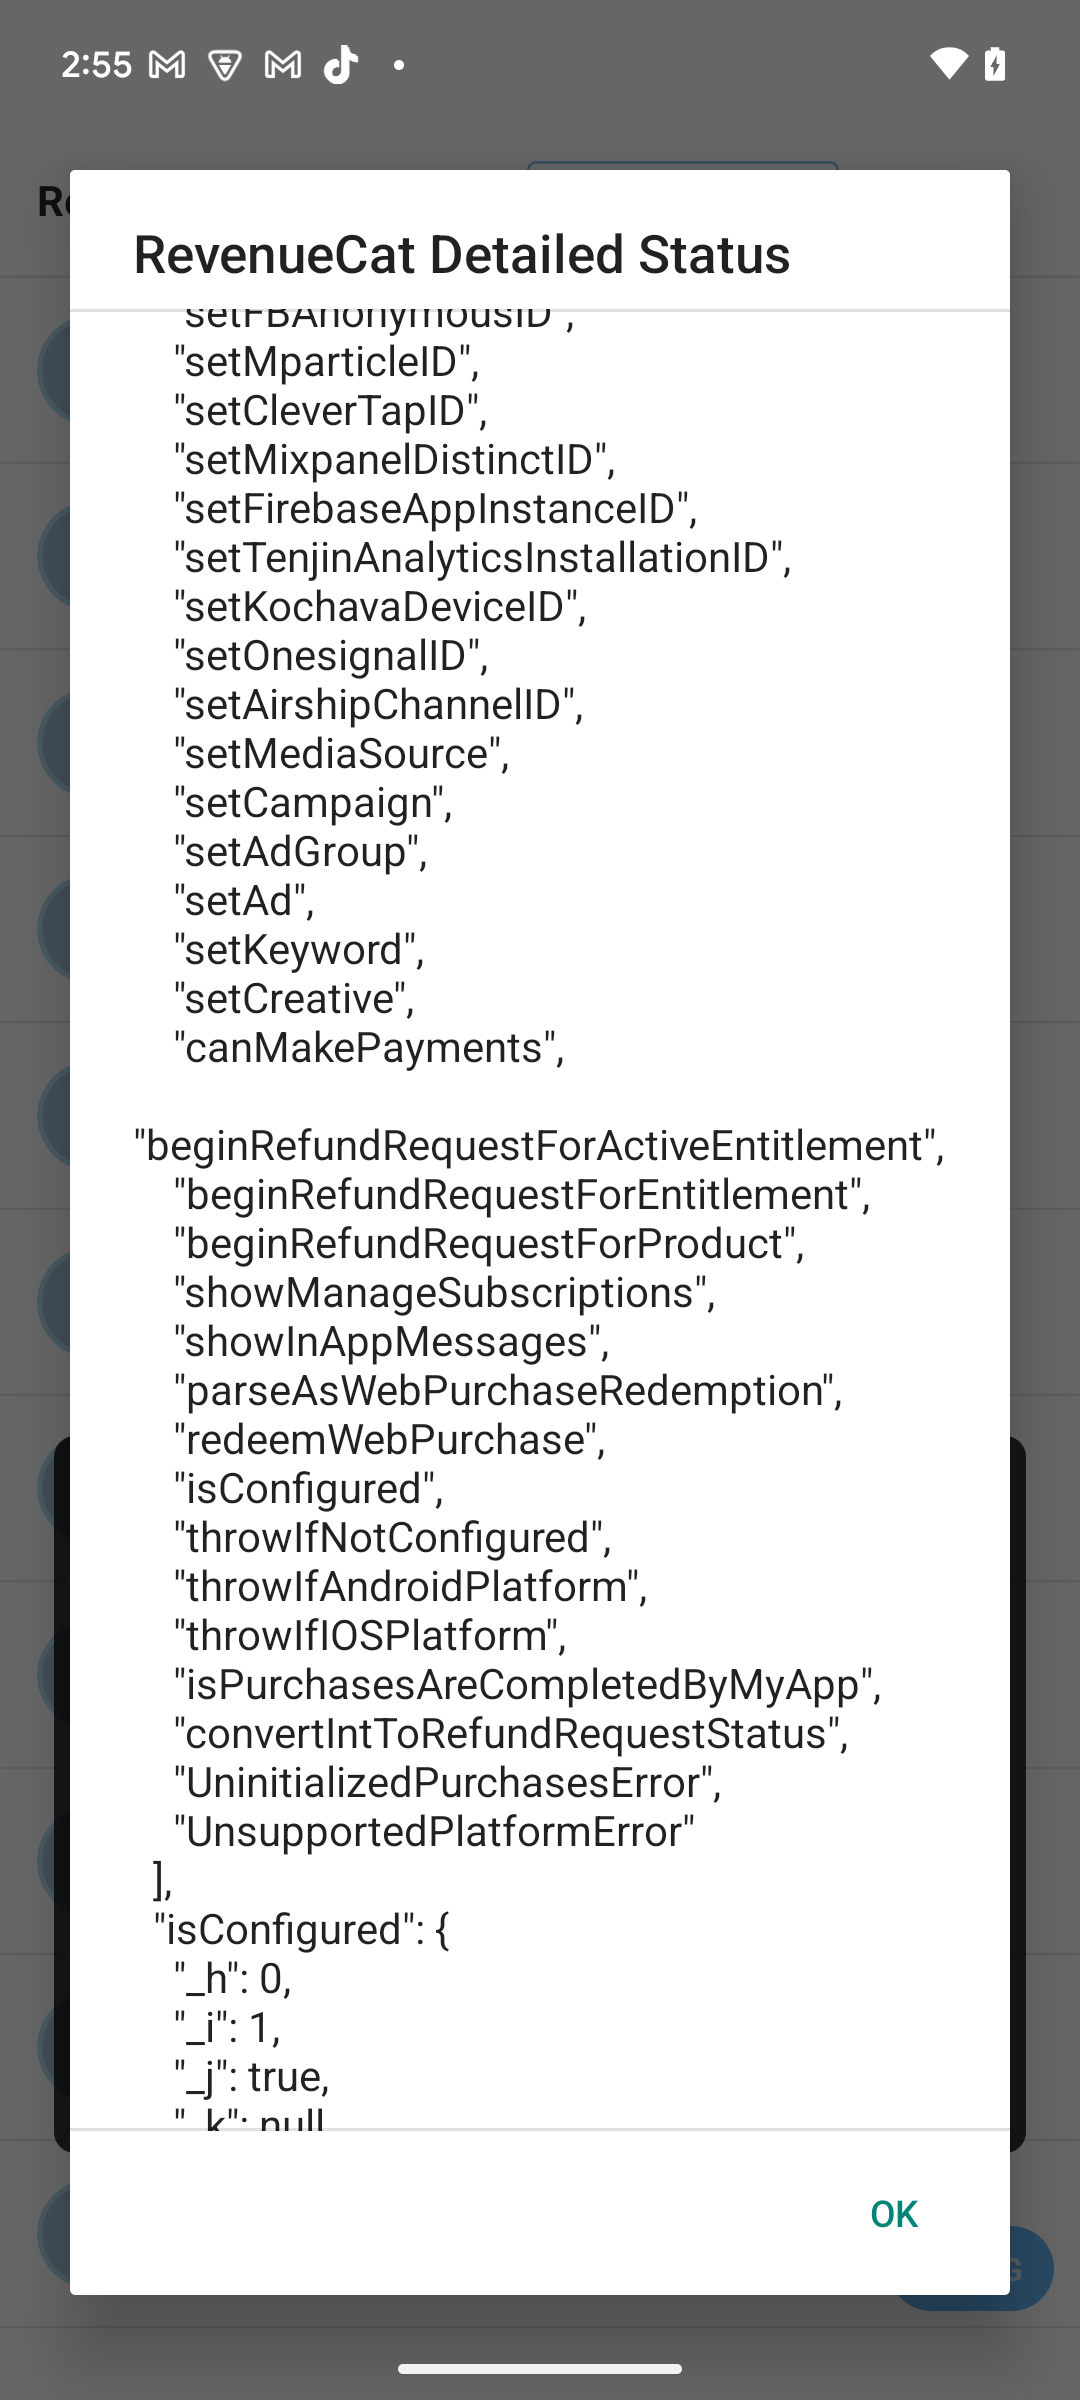 2:55
Re
RevenueCat Detailed Status
"setFBAnonymousID",
"setMparticleID",
"setCleverTapID",
"setMixpanelDistinctID",
"setFirebaseAppInstanceID",
"setTenjinAnalyticsInstallationID",
"setKochavaDeviceID",
"setOnesignalID",
"setAirshipChannelID",
"setMediaSource",
"setCampaign",
"setAdGroup",
"setAd",
"setKeyword",
"setCreative",
"canMakePayments",
"beginRefundRequestForActiveEntitlement",
"beginRefundRequestForEntitlement",
"beginRefundRequestForProduct",
"showManageSubscriptions",
"showInAppMessages",
"parseAsWebPurchaseRedemption",
"redeemWebPurchase",
"isConfigured",
"throwIfNotConfigured",
"throwIfAndroidPlatform",
"throwIfIOSPlatform",
"isPurchasesAreCompletedByMyApp",
"convertIntToRefundRequestStatus",
"UninitializedPurchasesError",
"UnsupportedPlatformError"
],
"isConfigured": {
"_h": 0,
"_i": 1,
"_j": true,
"_k": null
OK